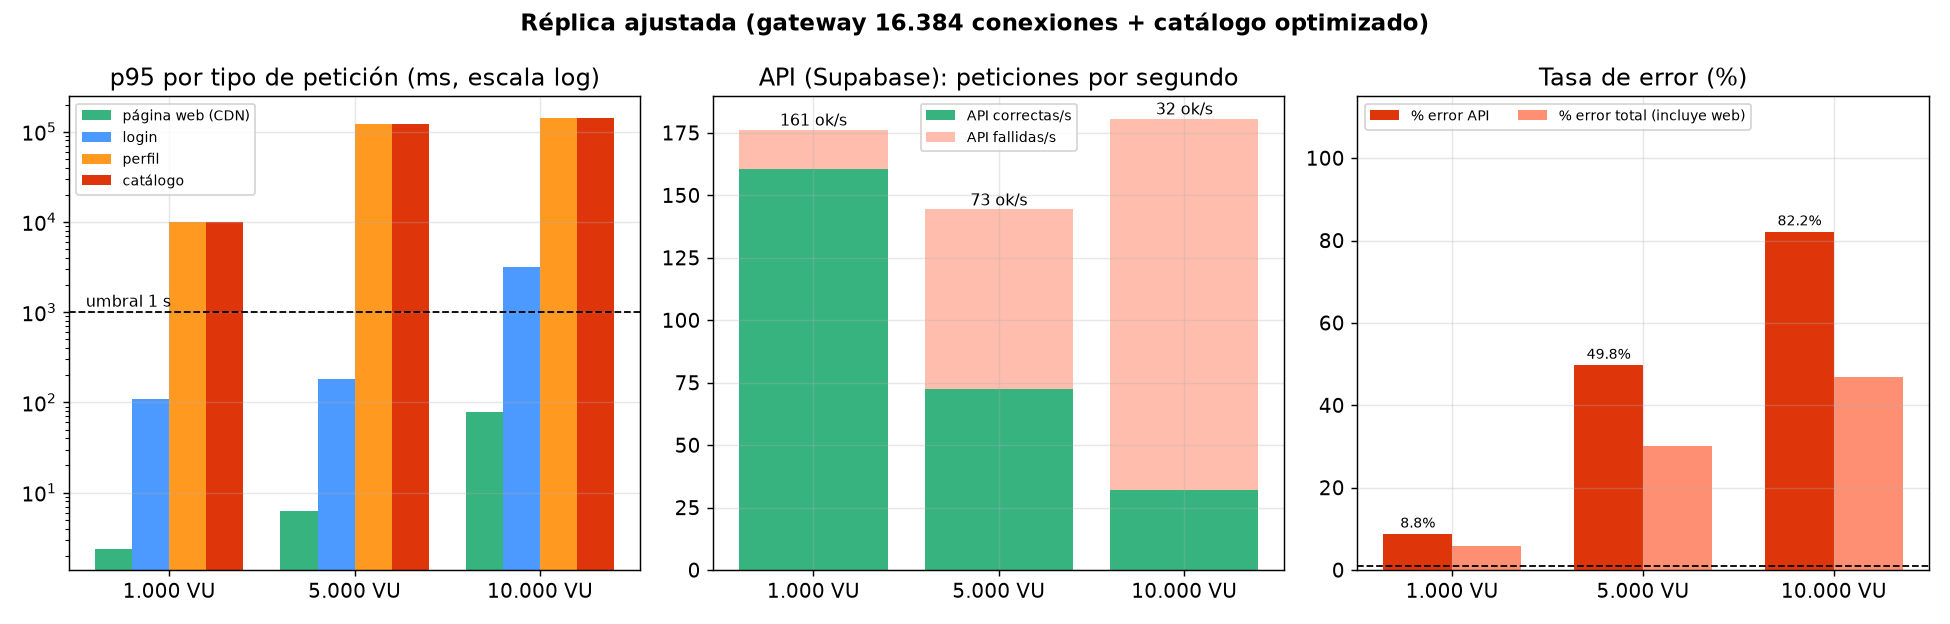 Réplica ajustada (gateway 16.384 conexiones + catálogo optimizado)
p95 por tipo de petición (ms, escala log)
página web (CDN)
login
perfil
catálogo
umbral 1 s
10^5
10^4
10^3
10^2
10^1
1.000 VU
5.000 VU
10.000 VU
API (Supabase): peticiones por segundo
API correctas/s
API fallidas/s
161 ok/s
73 ok/s
32 ok/s
175
150
125
100
75
50
25
0
1.000 VU
5.000 VU
10.000 VU
Tasa de error (%)
% error API
% error total (incluye web)
8.8%
49.8%
82.2%
100
80
60
40
20
0
1.000 VU
5.000 VU
10.000 VU